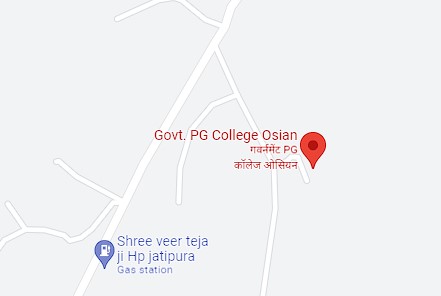 Govt. PG College Osian
गवर्नमेंट PG
कॉलेज ओसियन
Shree veer teja
ji Hp jatipura
Gas station